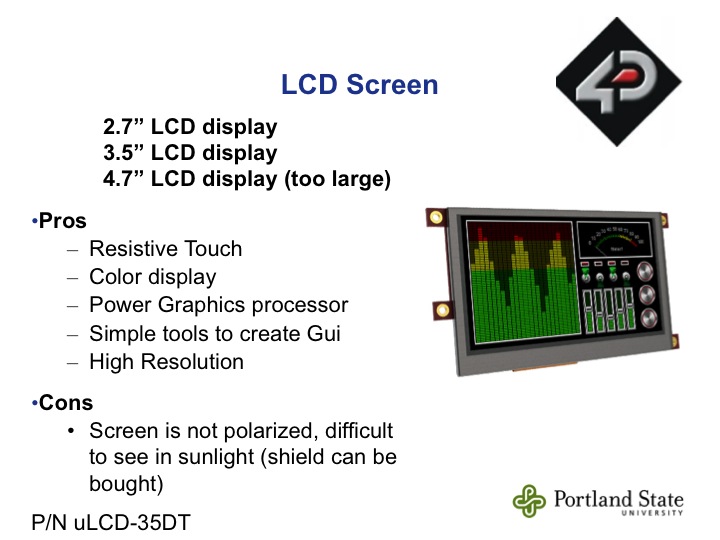 LCD Screen
2.7” LCD display
3.5” LCD display
4.7” LCD display (too large)
•Pros
– Resistive Touch
– Color display
– Power Graphics processor
– Simple tools to create Gui
– High Resolution
•Cons
• Screen is not polarized, difficult
to see in sunlight (shield can be
bought)
P/N uLCD-35DT
4D
Portland State
UNIVERSITY